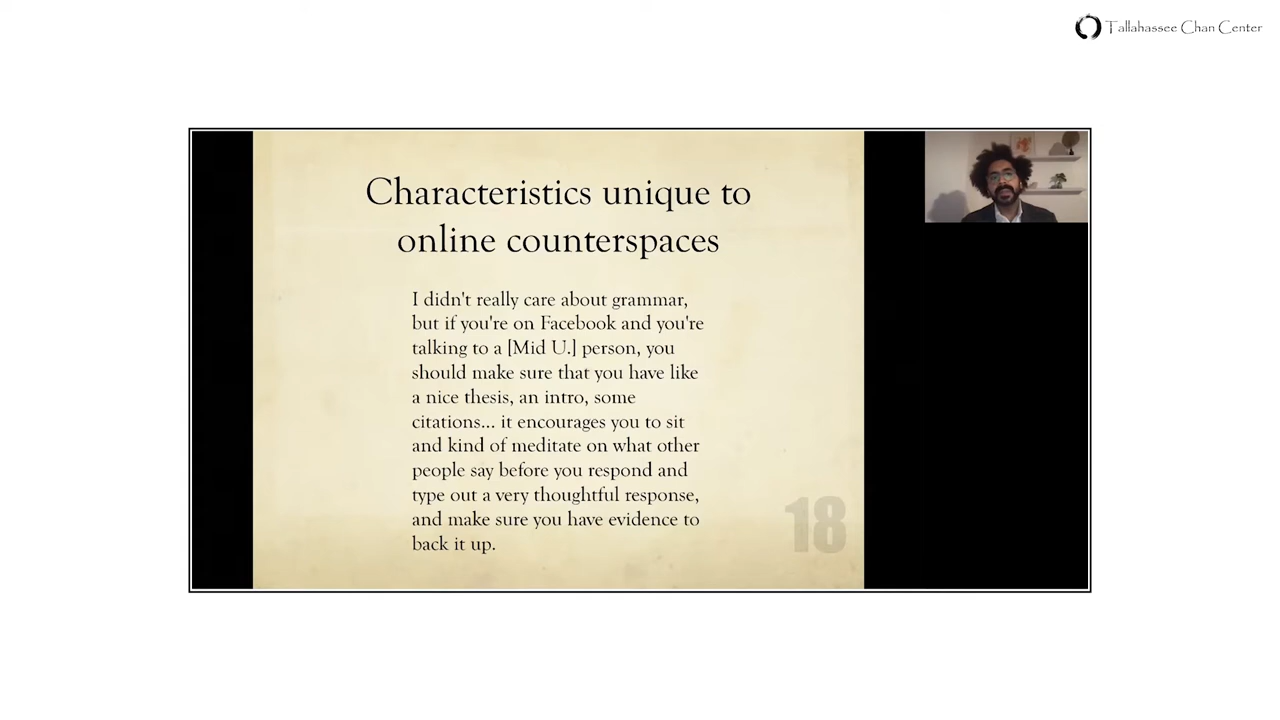 Tallahassee Chan Center
Characteristics unique to
online counterspaces
I didn't really care about grammar,
but if you're on Facebook and you're
talking to a [Mid U.] person, you
should make sure that you have like
a nice thesis, an intro, some
citations... it encourages you to sit
and kind of meditate on what other
people say before you respond and
type out a very thoughtful response,
and make sure you have evidence to
back it up.
18